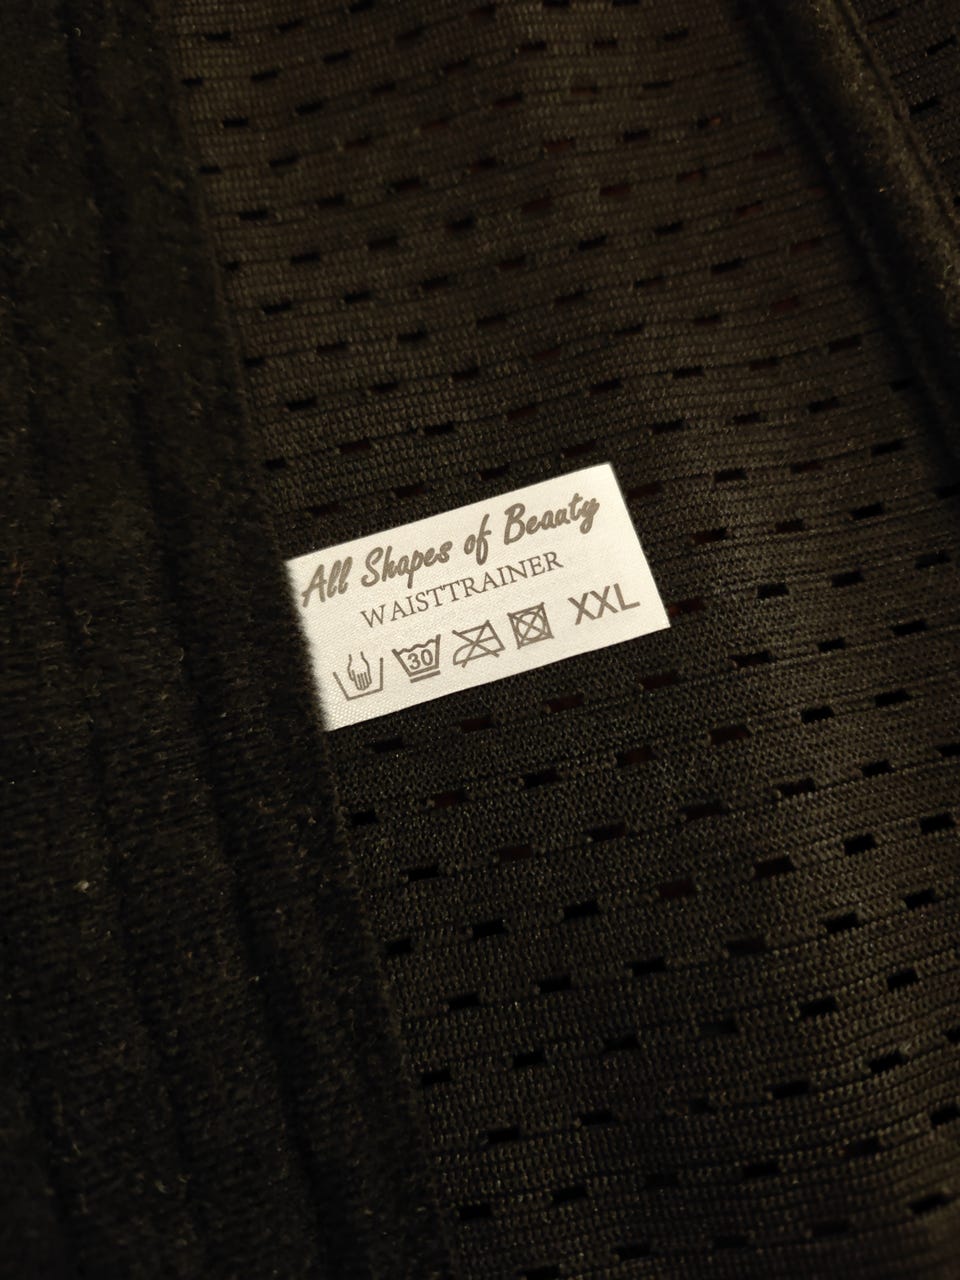 All Shapes of Beauty
WAISTTRAINER
30 XXL